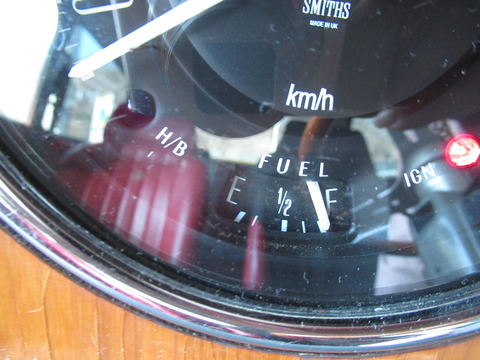 SMITHS
MADE IN UK
km/h
H/B
FUEL
IGN
E 1/2 F